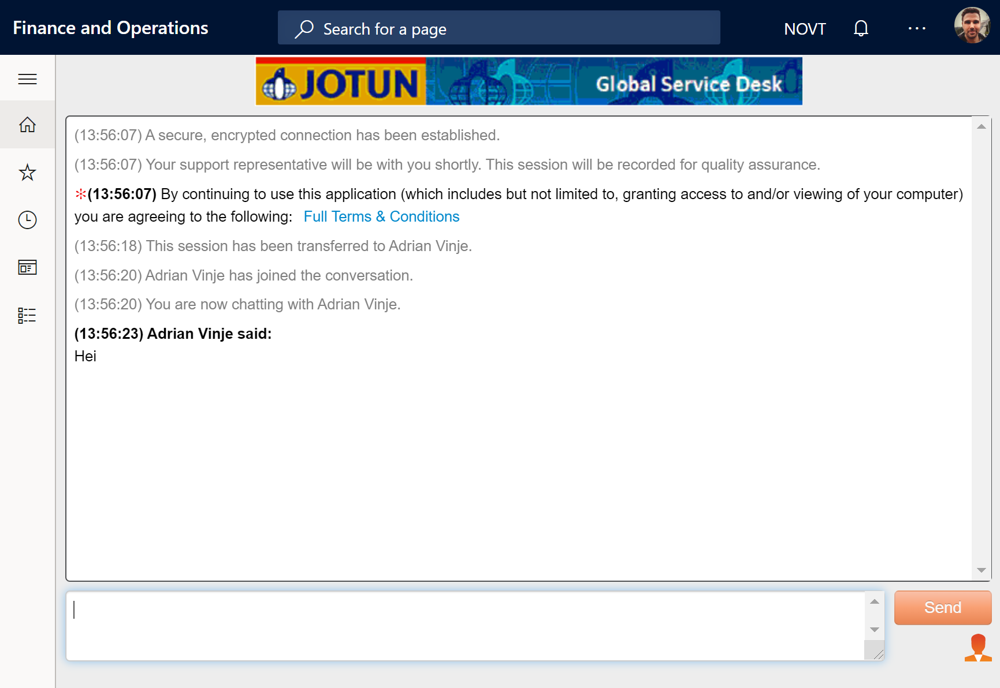 Finance and Operations
Search for a page
NOVT
JOTUN
Global Service Desk
(13:56:07) A secure, encrypted connection has been established.
(13:56:07) Your support representative will be with you shortly. This session will be recorded for quality assurance.
*(13:56:07) By continuing to use this application (which includes but not limited to, granting access to and/or viewing of your computer)
you are agreeing to the following: Full Terms & Conditions
(13:56:18) This session has been transferred to Adrian Vinje.
(13:56:20) Adrian Vinje has joined the conversation.
(13:56:20) You are now chatting with Adrian Vinje.
(13:56:23) Adrian Vinje said:
Hei
Send